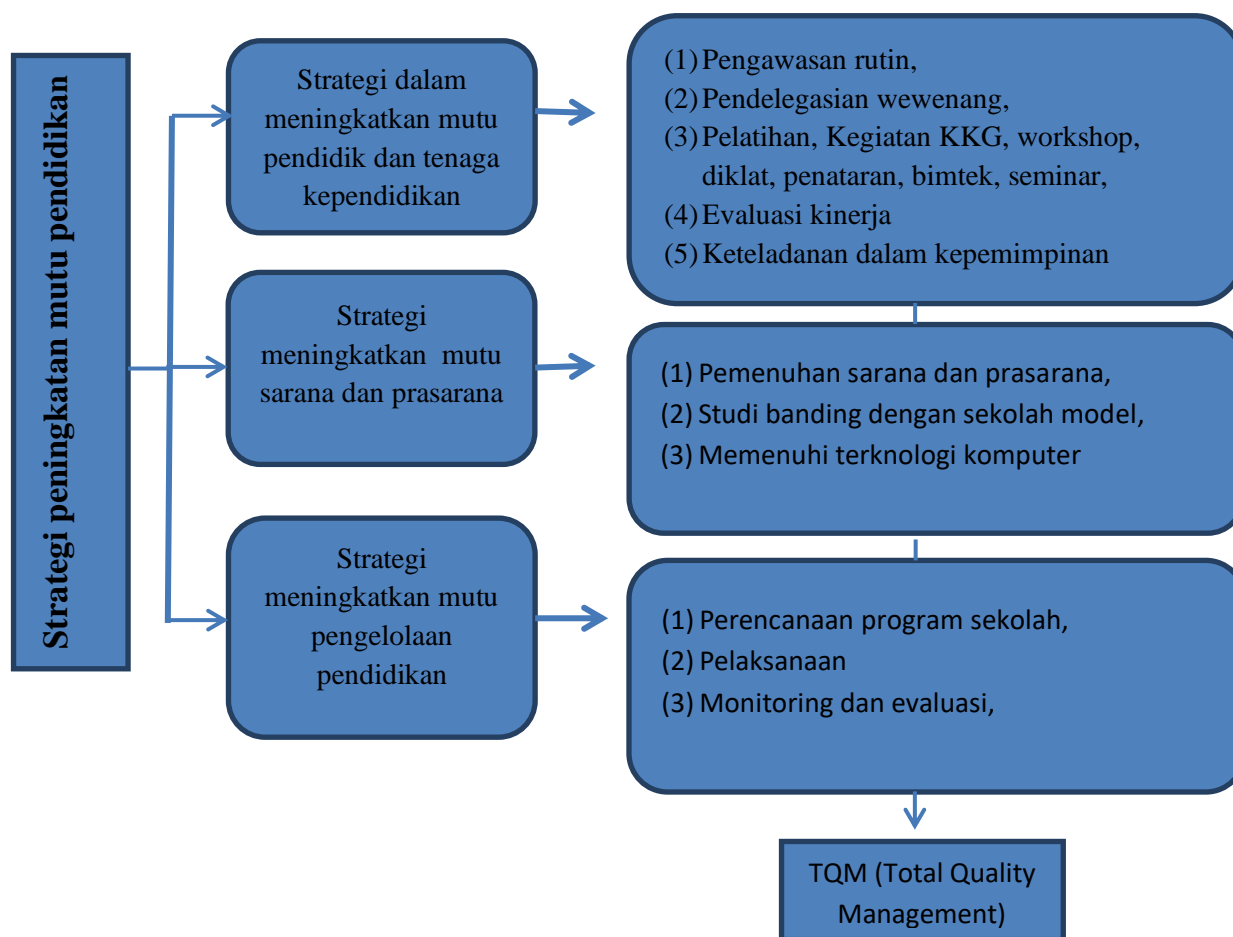 Strategi peningkatan mutu pendidikan
Strategi dalam
meningkatkan mutu
pendidik dan tenaga
kependidikan
(1) Pengawasan rutin,
(2) Pendelegasian wewenang,
(3) Pelatihan, Kegiatan KKG, workshop,
diklat, penataran, bimtek, seminar,
(4) Evaluasi kinerja
(5) Keteladanan dalam kepemimpinan
Strategi
meningkatkan mutu
sarana dan prasarana
(1) Pemenuhan sarana dan prasarana,
(2) Studi banding dengan sekolah model,
(3) Memenuhi terknologi komputer
Strategi
meningkatkan mutu
pengelolaan
pendidikan
(1) Perencanaan program sekolah,
(2) Pelaksanaan
(3) Monitoring dan evaluasi,
TQM (Total Quality
Management)